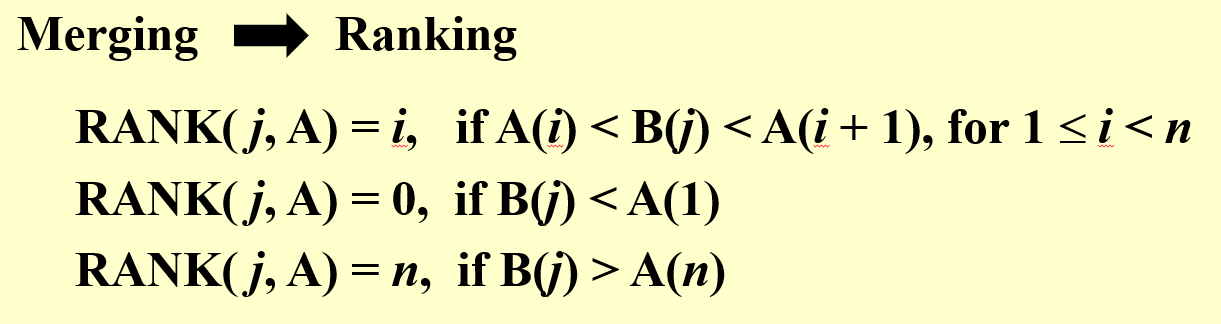 Merging ➡ Ranking
RANK( j, A) = i, if A(i) < B(j) < A(i + 1), for 1 ≤ i < n
RANK( j, A) = 0, if B(j) < A(1)
RANK( j, A) = n, if B(j) > A(n)